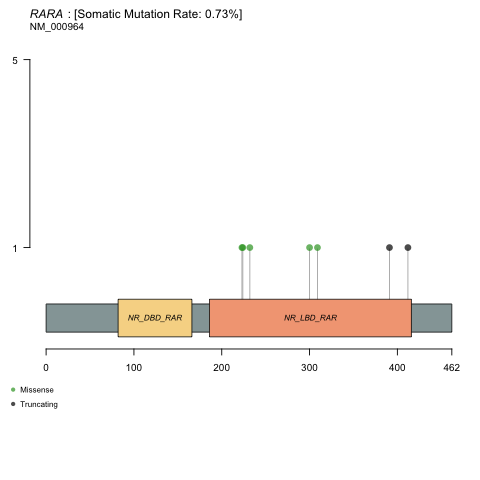 RARA : [Somatic Mutation Rate: 0.73%]
NM_000964
5
1
NR_DBD_RAR
NR_LBD_RAR
0
100
200
300
400
462
Missense
Truncating